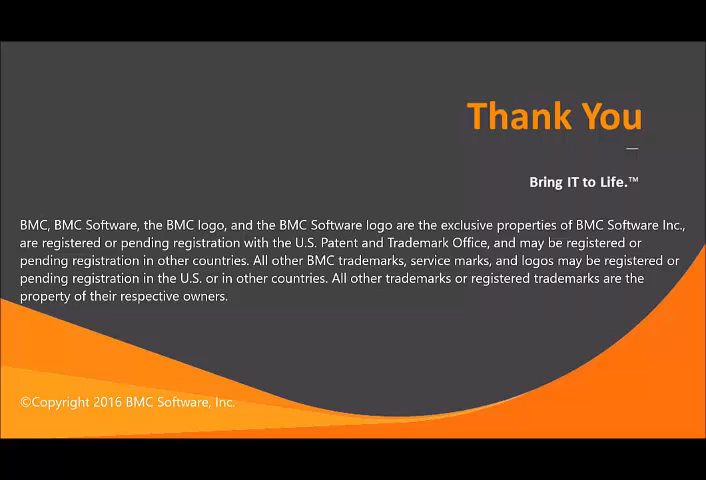 Thank You
Bring IT to Life.™
BMC, BMC Software, the BMC logo, and the BMC Software logo are the exclusive properties of BMC Software Inc.,
are registered or pending registration with the U.S. Patent and Trademark Office, and may be registered or
pending registration in other countries. All other BMC trademarks, service marks, and logos may be registered or
pending registration in the U.S. or in other countries. All other trademarks or registered trademarks are the
property of their respective owners.
©Copyright 2016 BMC Software, Inc.